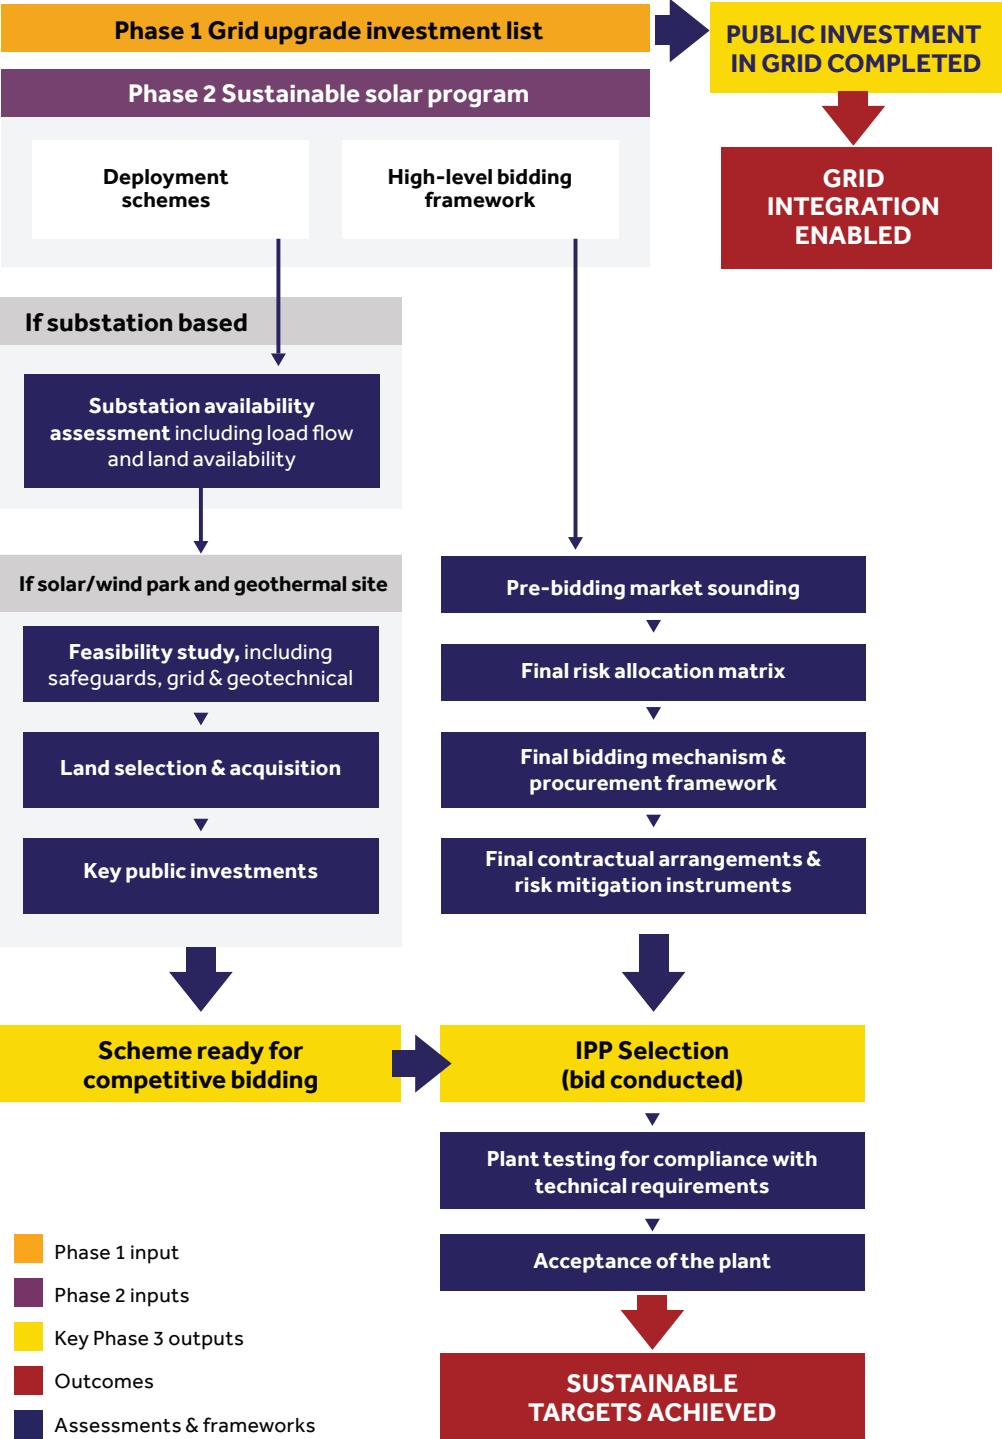 Phase 1 Grid upgrade investment list
PUBLIC INVESTMENT
IN GRID COMPLETED
Phase 2 Sustainable solar program
GRID
INTEGRATION
ENABLED
Deployment
schemes
High-level bidding
framework
If substation based
Substation availability
assessment including load flow
and land availability
If solar/wind park and geothermal site
Feasibility study, including
safeguards, grid & geotechnical
Land selection & acquisition
Key public investments
Pre-bidding market sounding
Final risk allocation matrix
Final bidding mechanism &
procurement framework
Final contractual arrangements &
risk mitigation instruments
Scheme ready for
competitive bidding
IPP Selection
(bid conducted)
Plant testing for compliance with
technical requirements
Acceptance of the plant
SUSTAINABLE
TARGETS ACHIEVED
Phase 1 input
Phase 2 inputs
Key Phase 3 outputs
Outcomes
Assessments & frameworks